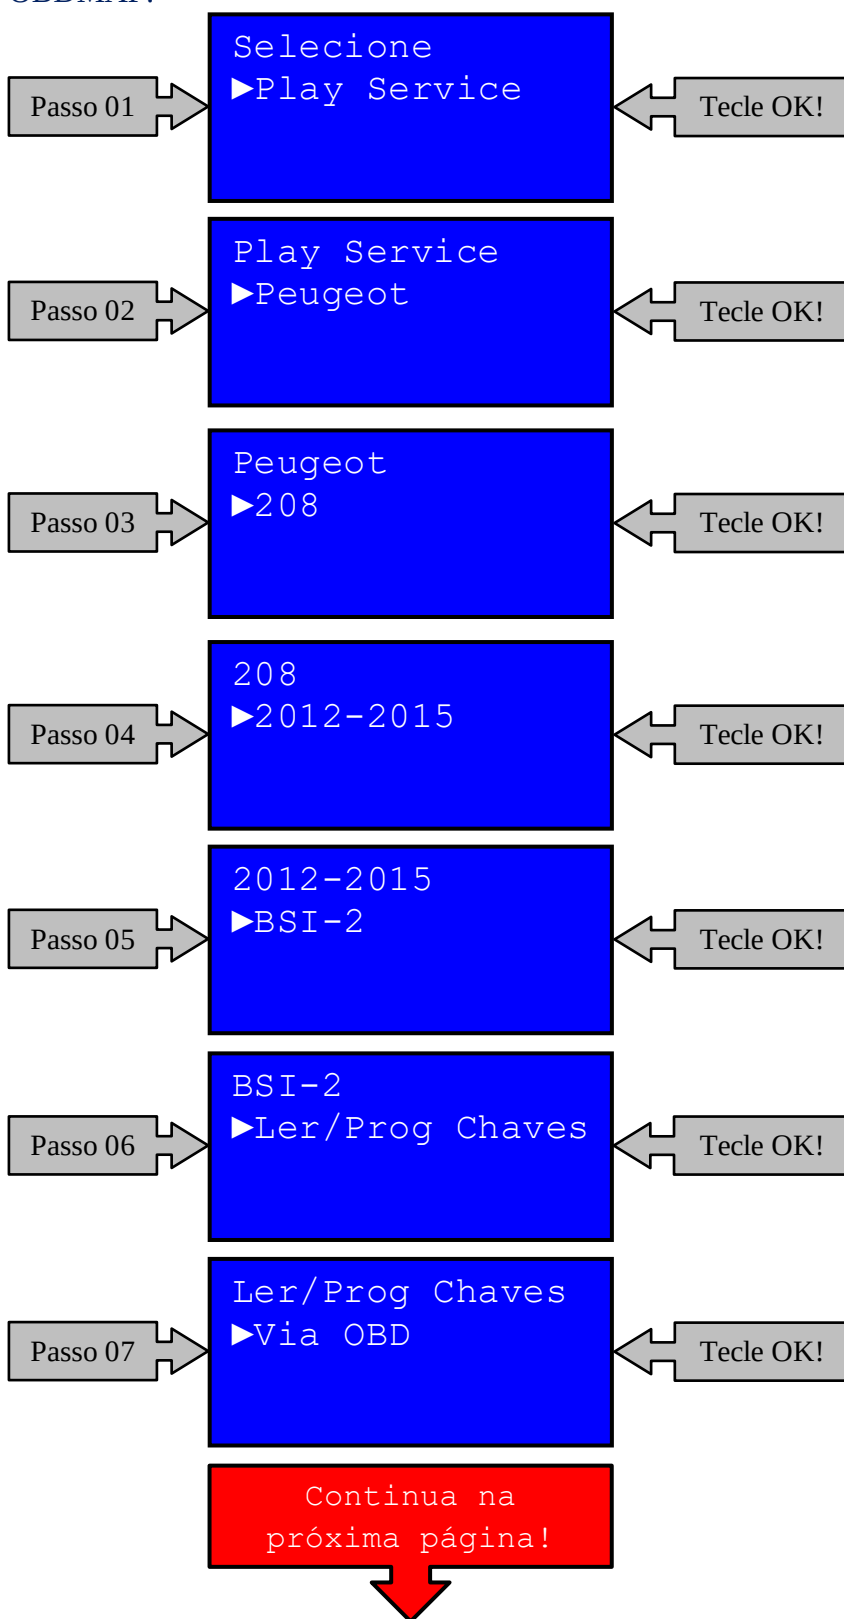 Selecione
Passo 01
►Play Service
Tecle OK!
Play Service
Passo 02
►Peugeot
Tecle OK!
Peugeot
Passo 03
►208
Tecle OK!
208
Passo 04
►2012-2015
Tecle OK!
2012-2015
Passo 05
►BSI-2
Tecle OK!
BSI-2
Passo 06
►Ler/Prog Chaves
Tecle OK!
Ler/Prog Chaves
Passo 07
►Via OBD
Tecle OK!
Continua na
próxima página!